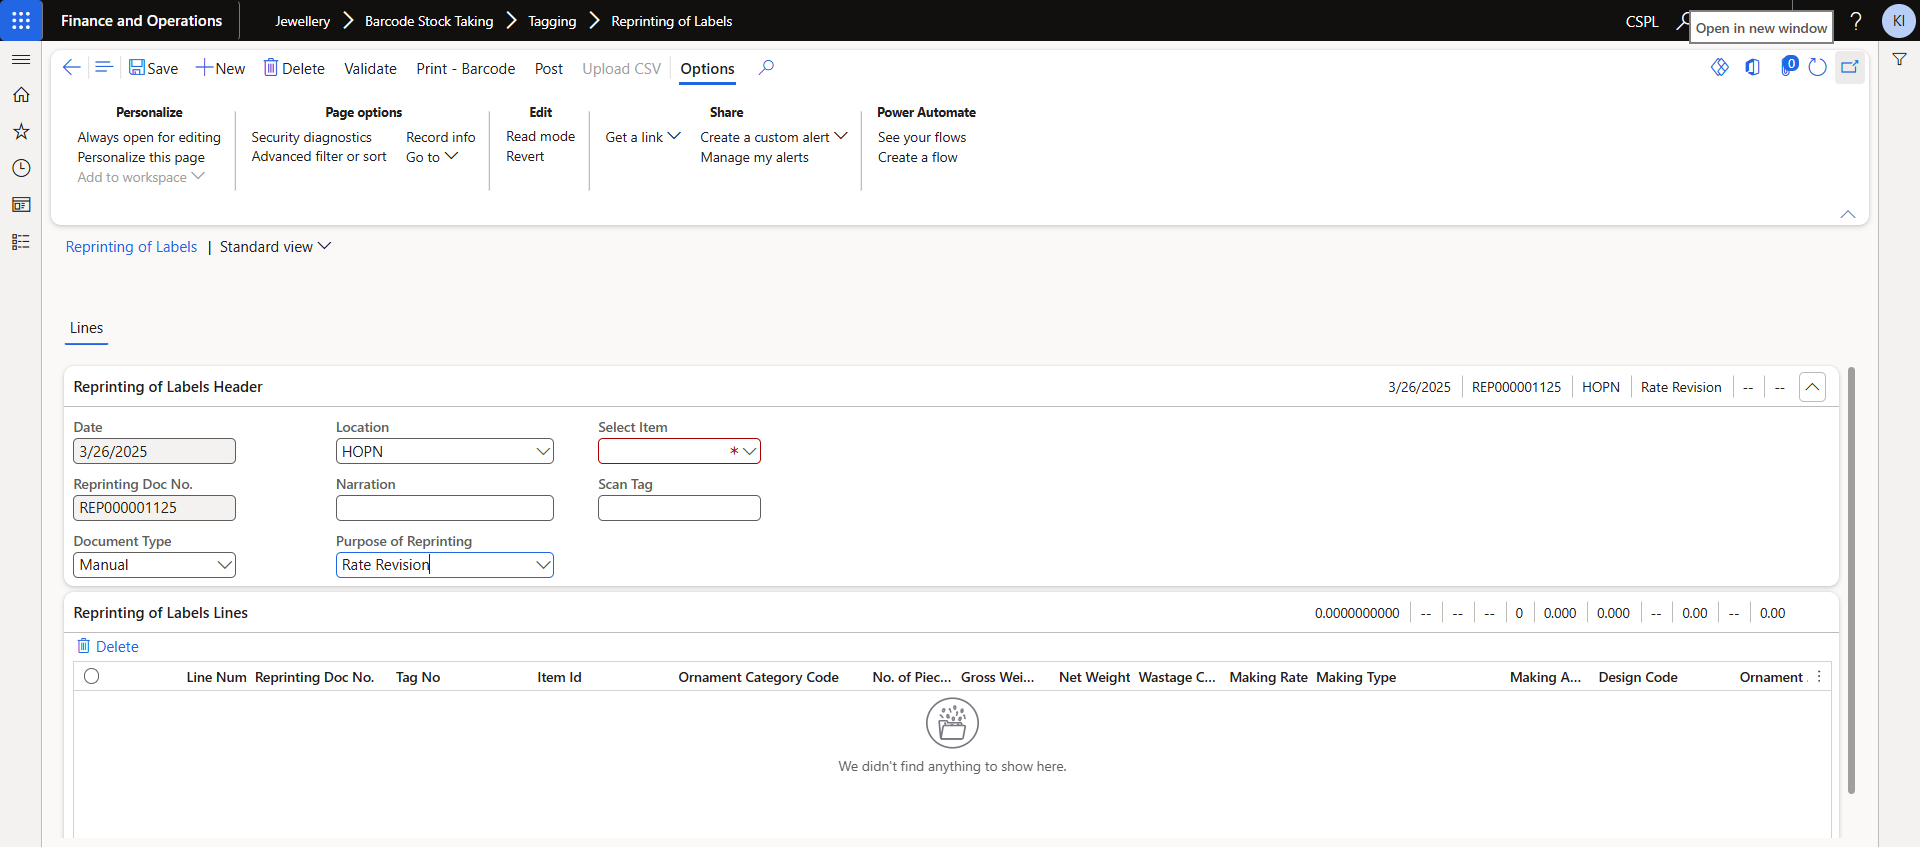 Finance and Operations
Jewellery
Barcode Stock Taking
Tagging
Reprinting of Labels
CSPL
Open in new window
?
KI
Save
New
Delete
Validate
Print - Barcode
Post
Upload CSV
Options
0
Personalize
Always open for editing
Personalize this page
Add to workspace
Page options
Security diagnostics
Advanced filter or sort
Record info
Go to
Edit
Read mode
Revert
Share
Get a link
Create a custom alert
Manage my alerts
Power Automate
See your flows
Create a flow
Reprinting of Labels | Standard view
Lines
Reprinting of Labels Header
3/26/2025
REP000001125
HOPN
Rate Revision
--
--
Date
3/26/2025
Location
HOPN
Select Item
*
Reprinting Doc No.
REP000001125
Narration
Scan Tag
Document Type
Manual
Purpose of Reprinting
Rate Revision
Reprinting of Labels Lines
0.0000000000
--
--
--
0
0.000
0.000
--
0.00
--
0.00
Delete
Line Num
Reprinting Doc No.
Tag No
Item Id
Ornament Category Code
No. of Piec...
Gross Wei...
Net Weight
Wastage C...
Making Rate
Making Type
Making A...
Design Code
Ornament
We didn't find anything to show here.